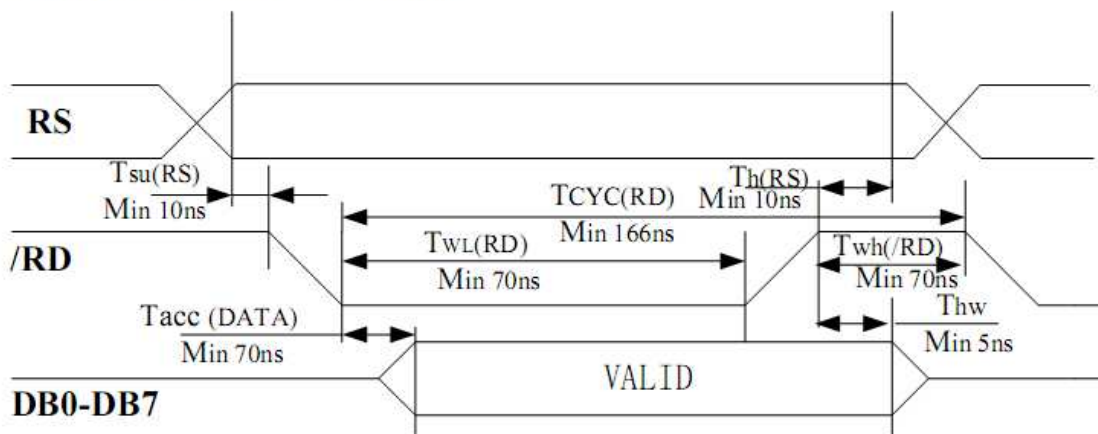 RS
Tsu(RS)
Min 10ns
Th(RS)
Min 10ns
TCYC(RD)
Min 166ns
/RD
TWL(RD)
Min 70ns
Twh(/RD)
Min 70ns
Tacc (DATA)
Min 70ns
Thw
Min 5ns
VALID
DB0-DB7